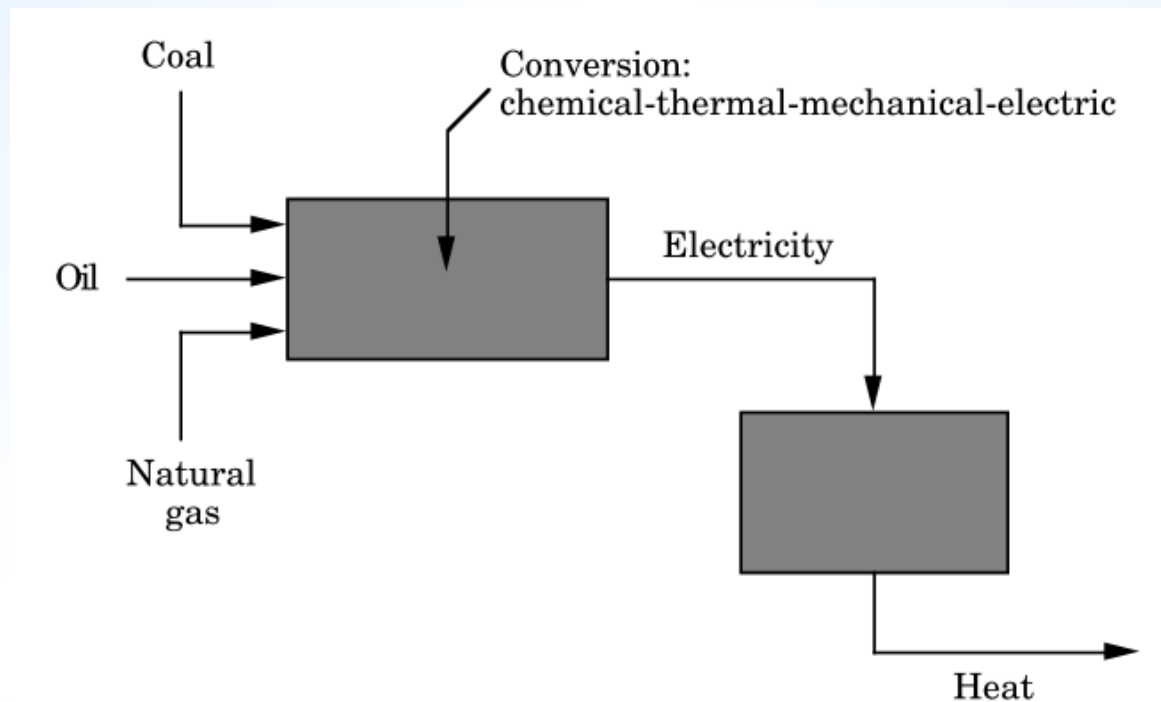 Coal
Conversion:
chemical-thermal-mechanical-electric
Electricity
Oil
Natural
gas
Heat